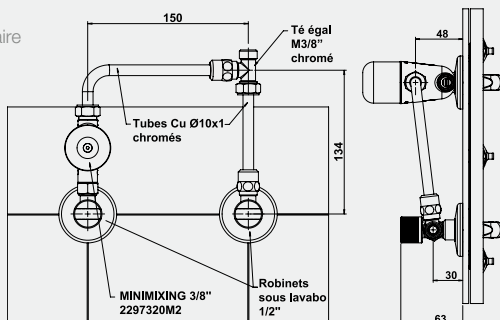 aire
150
Té égal
M3/8"
chromé
48
Tubes Cu Ø10x1
chromés
134
MINIMIXING 3/8"
2297320M2
Robinets
sous lavabo
1/2"
30
63